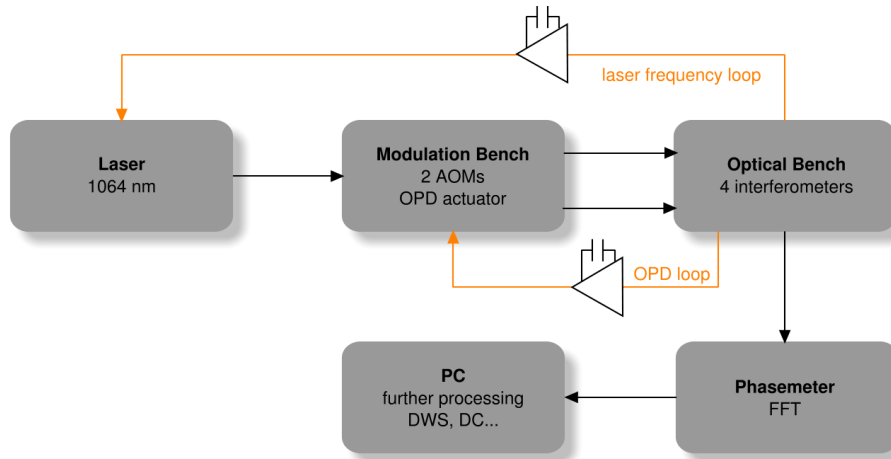 laser frequency loop
Laser
1064 nm
Modulation Bench
2 AOMs
OPD actuator
Optical Bench
4 interferometers
OPD loop
PC
further processing
DWS, DC...
Phasemeter
FFT